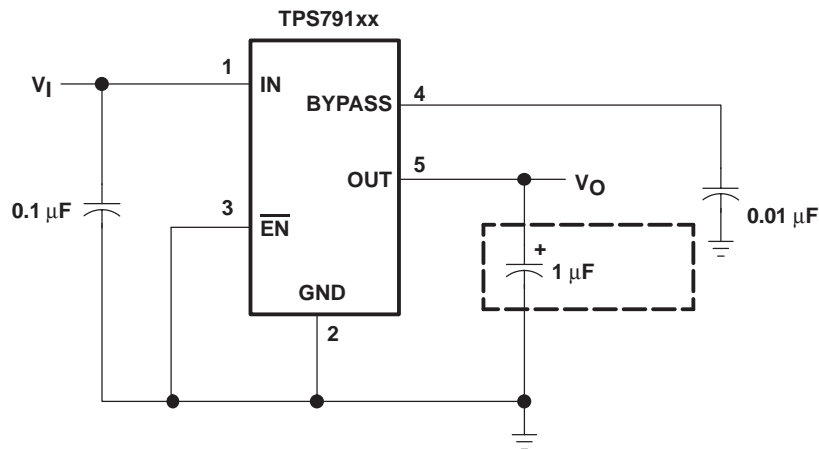 TPS791xx
1
V_I
IN
4
BYPASS
5
OUT
V_O
0.1 μF
3
E̅N̅
0.01 μF
+
1 μF
GND
2